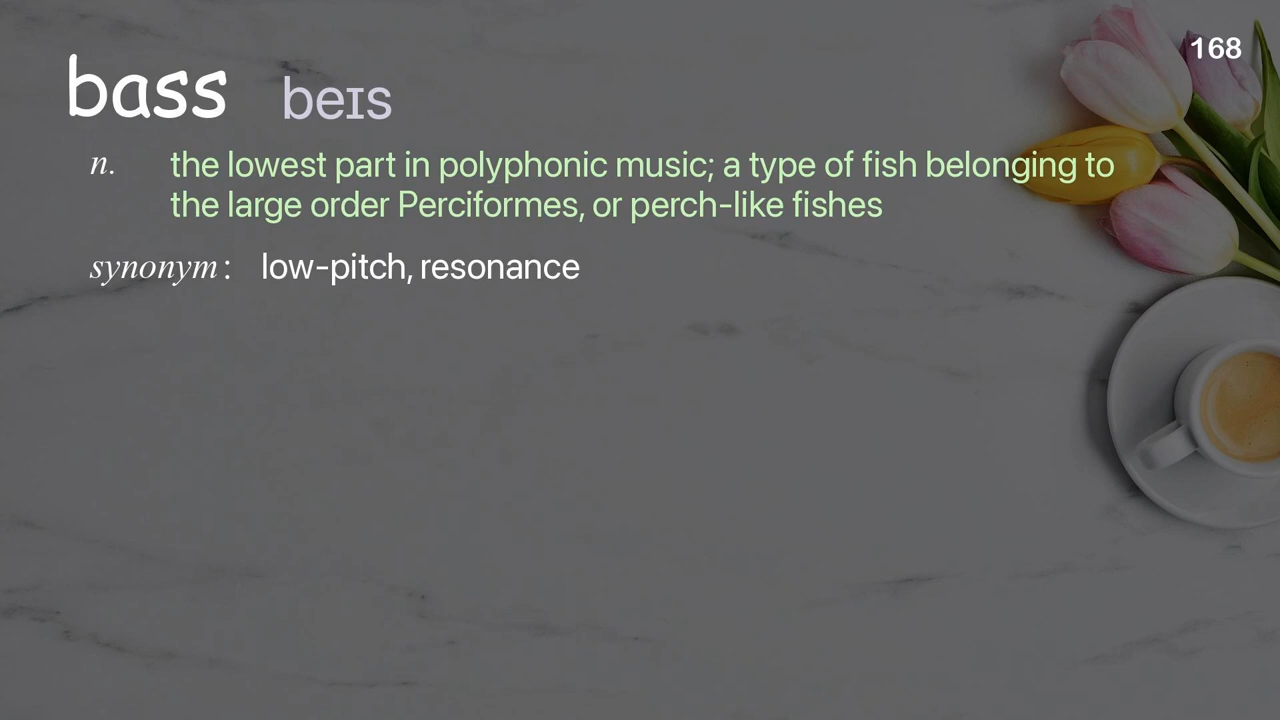 168
bass beɪs
n. the lowest part in polyphonic music; a type of fish belonging to
the large order Perciformes, or perch-like fishes
synonym: low-pitch, resonance